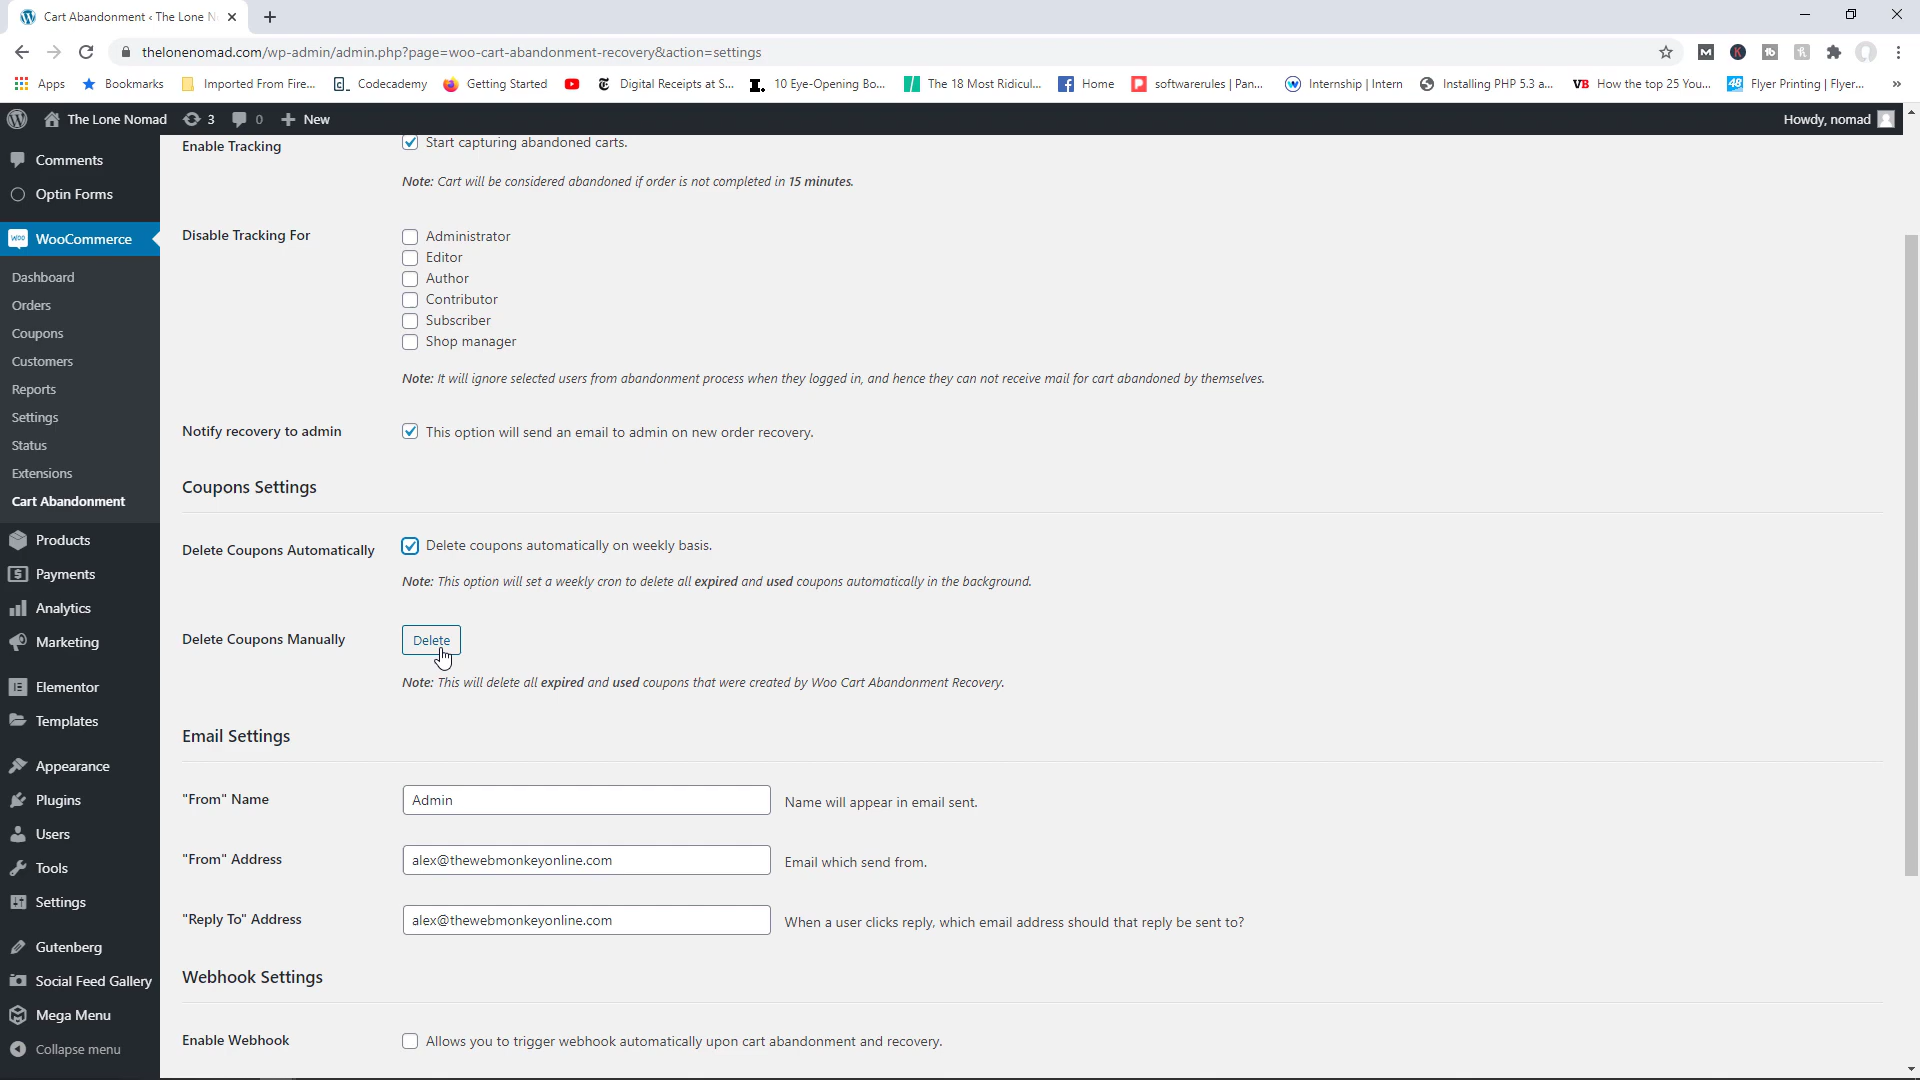 Cart Abandonment ‹ The Lone N
thelonenomad.com/wp-admin/admin.php?page=woo-cart-abandonment-recovery&action=settings
Apps
Bookmarks
Imported From Fire...
Codecademy
Getting Started
Digital Receipts at S...
10 Eye-Opening Bo...
The 18 Most Ridicul...
Home
softwarerules | Pan...
Internship | Intern
Installing PHP 5.3 a...
VB How the top 25 You...
Flyer Printing | Flyer...
»
The Lone Nomad
3
0
New
Howdy, nomad
Comments
Optin Forms
WooCommerce
Dashboard
Orders
Coupons
Customers
Reports
Settings
Status
Extensions
Cart Abandonment
Products
Payments
Analytics
Marketing
Elementor
Templates
Appearance
Plugins
Users
Tools
Settings
Gutenberg
Social Feed Gallery
Mega Menu
Collapse menu
Enable Tracking
Start capturing abandoned carts.
Note: Cart will be considered abandoned if order is not completed in 15 minutes.
Disable Tracking For
Administrator
Editor
Author
Contributor
Subscriber
Shop manager
Note: It will ignore selected users from abandonment process when they logged in, and hence they can not receive mail for cart abandoned by themselves.
Notify recovery to admin
This option will send an email to admin on new order recovery.
Coupons Settings
Delete Coupons Automatically
Delete coupons automatically on weekly basis.
Note: This option will set a weekly cron to delete all expired and used coupons automatically in the background.
Delete Coupons Manually
Delete
Note: This will delete all expired and used coupons that were created by Woo Cart Abandonment Recovery.
Email Settings
"From" Name
Admin
Name will appear in email sent.
"From" Address
alex@thewebmonkeyonline.com
Email which send from.
"Reply To" Address
alex@thewebmonkeyonline.com
When a user clicks reply, which email address should that reply be sent to?
Webhook Settings
Enable Webhook
Allows you to trigger webhook automatically upon cart abandonment and recovery.